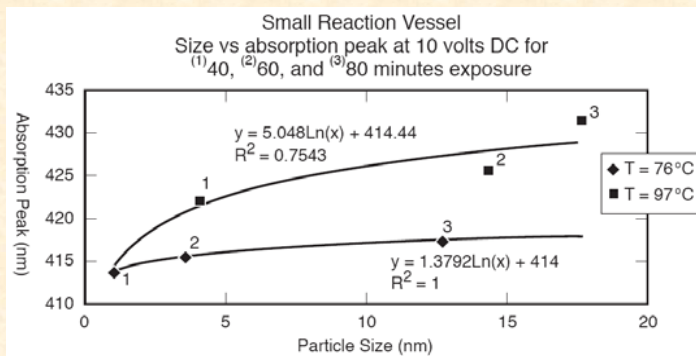 Small Reaction Vessel
Size vs absorption peak at 10 volts DC for
⁽¹⁾40, ⁽²⁾60, and ⁽³⁾80 minutes exposure
Absorption Peak (nm)
435
430
425
420
415
410
y = 5.048Ln(x) + 414.44
R² = 0.7543
1
2
3
1
2
3
y = 1.3792Ln(x) + 414
R² = 1
T = 76°C
T = 97°C
0 5 10 15 20
Particle Size (nm)